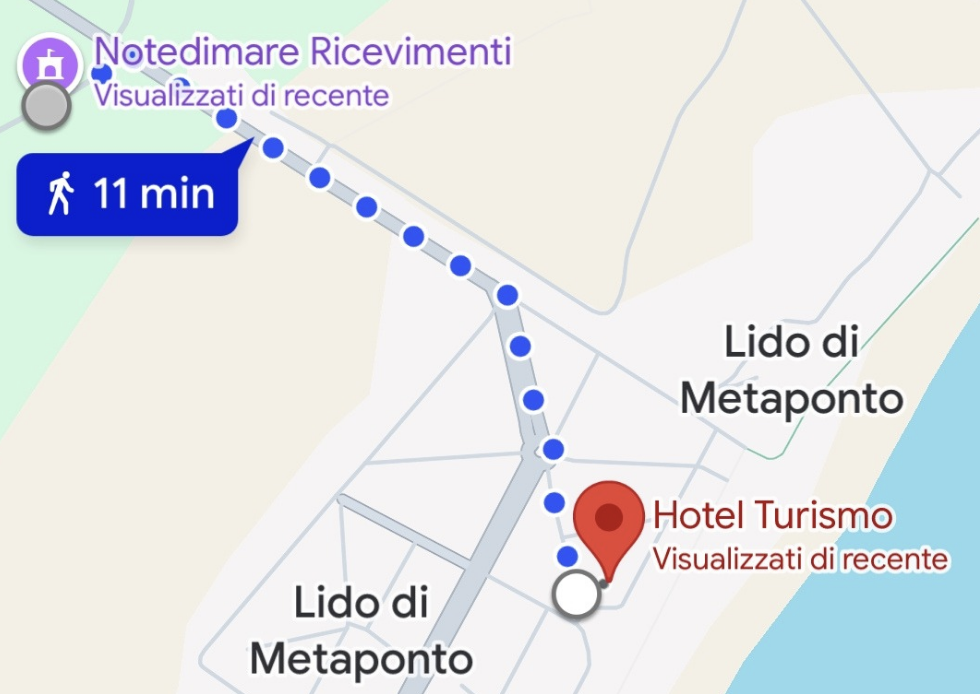 Notedimare Ricevimenti
Visualizzati di recente
11 min
Lido di
Metaponto
Hotel Turismo
Visualizzati di recente
Lido di
Metaponto